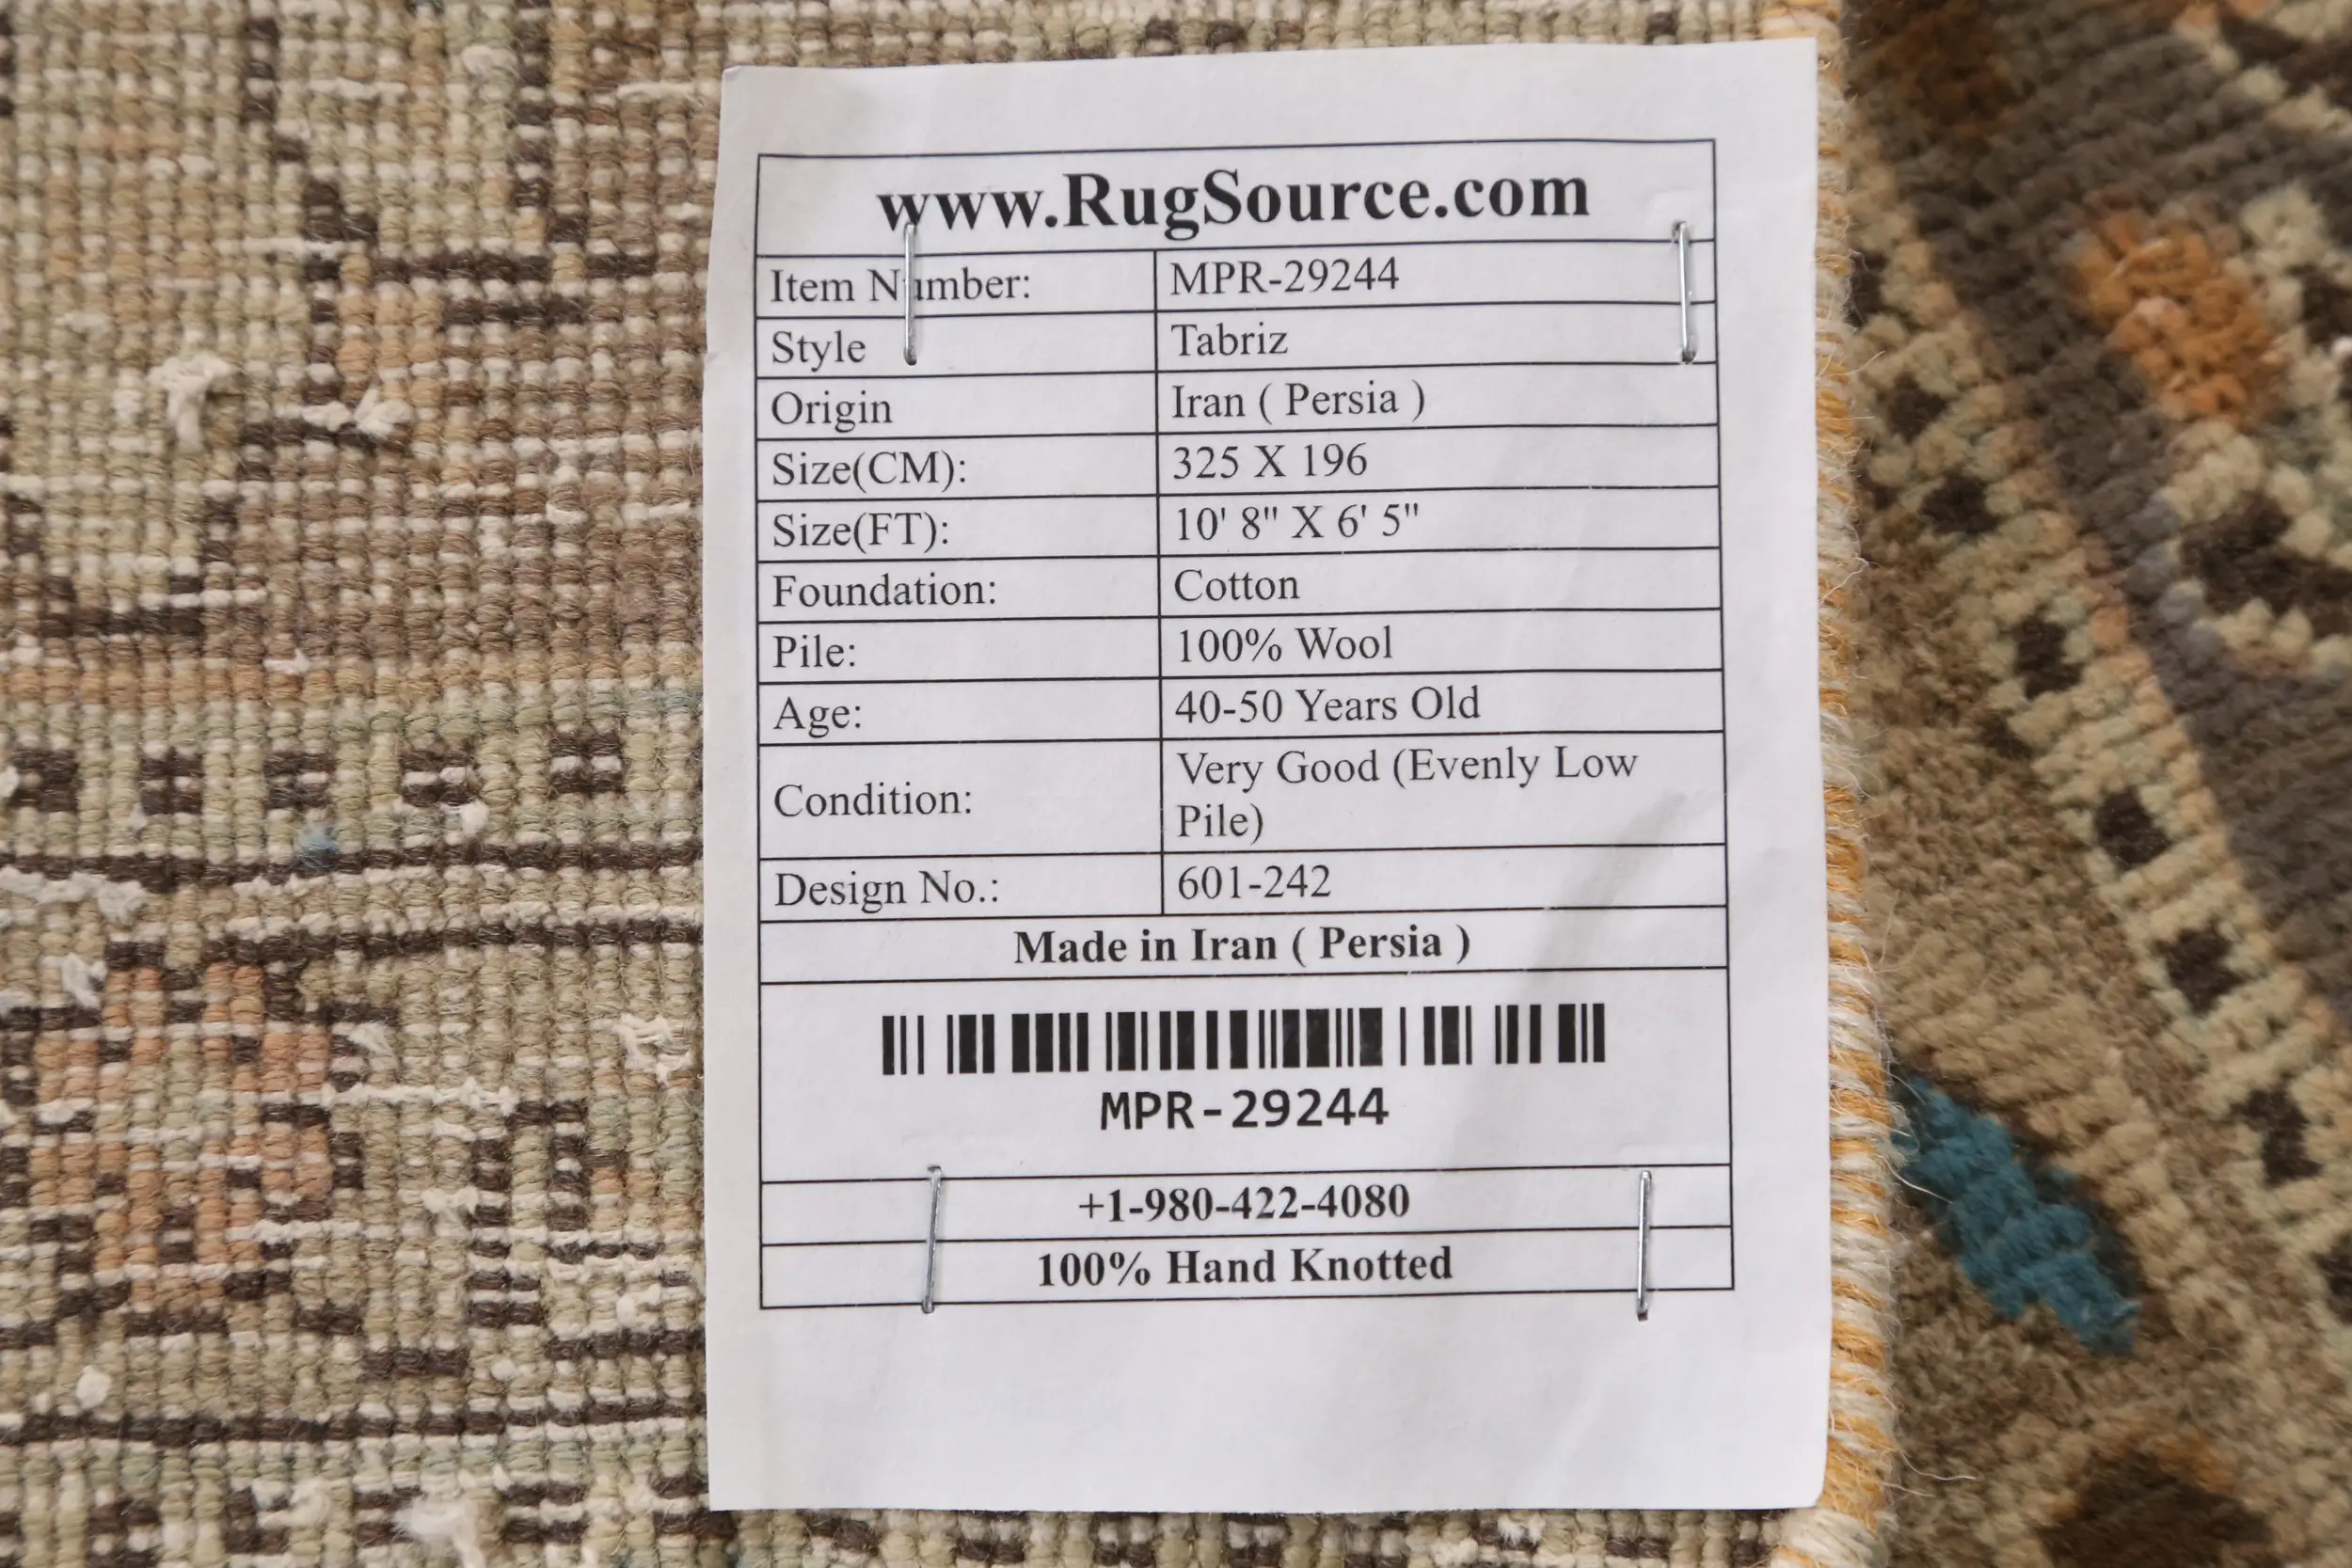 www.RugSource.com
Item Number: MPR-29244
Style Tabriz
Origin Iran ( Persia )
Size(CM): 325 X 196
Size(FT): 10' 8" X 6' 5"
Foundation: Cotton
Pile: 100% Wool
Age: 40-50 Years Old
Condition: Very Good (Evenly Low
Pile)
Design No.: 601-242
Made in Iran ( Persia )
MPR-29244
+1-980-422-4080
100% Hand Knotted